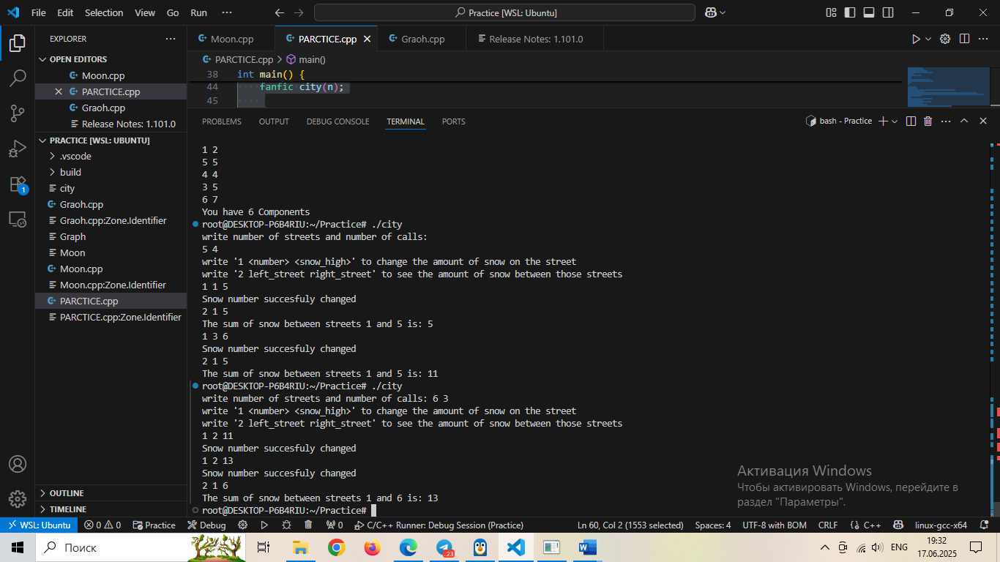 File Edit Selection View Go Run ··· Practice [WSL: Ubuntu]
EXPLORER ···
OPEN EDITORS
Moon.cpp
PARCTICE.cpp
Graoh.cpp
Release Notes: 1.101.0
PRACTICE [WSL: UBUNTU]
.vscode
build
city
Graoh.cpp
Graoh.cpp:Zone.Identifier
Graph
Moon
Moon.cpp
Moon.cpp:Zone.Identifier
PARCTICE.cpp
PARCTICE.cpp:Zone.Identifier
OUTLINE
TIMELINE
Moon.cpp PARCTICE.cpp Graoh.cpp Release Notes: 1.101.0
PARCTICE.cpp > main()
38 int main() {
44 fanfic city(n);
45
PROBLEMS OUTPUT DEBUG CONSOLE TERMINAL PORTS bash - Practice
1 2
5 5
4 4
3 5
6 7
You have 6 Components
root@DESKTOP-P6B4RIU:~/Practice# ./city
write number of streets and number of calls:
5 4
write '1 <number> <snow_high>' to change the amount of snow on the street
write '2 left_street right_street' to see the amount of snow between those streets
1 1 5
Snow number succesfuly changed
2 1 5
The sum of snow between streets 1 and 5 is: 5
1 3 6
Snow number succesfuly changed
2 1 5
The sum of snow between streets 1 and 5 is: 11
root@DESKTOP-P6B4RIU:~/Practice# ./city
write number of streets and number of calls: 6 3
write '1 <number> <snow_high>' to change the amount of snow on the street
write '2 left_street right_street' to see the amount of snow between those streets
1 2 11
Snow number succesfuly changed
1 2 13
Snow number succesfuly changed
2 1 6
The sum of snow between streets 1 and 6 is: 13
root@DESKTOP-P6B4RIU:~/Practice#
Активация Windows
Чтобы активировать Windows, перейдите в
раздел "Параметры".
WSL: Ubuntu 0 0 Practice Debug 0 C/C++ Runner: Debug Session (Practice) Ln 60, Col 2 (1553 selected) Spaces: 4 UTF-8 with BOM CRLF {} C++ linux-gcc-x64
Поиск
ENG
19:32
17.06.2025
1
.23